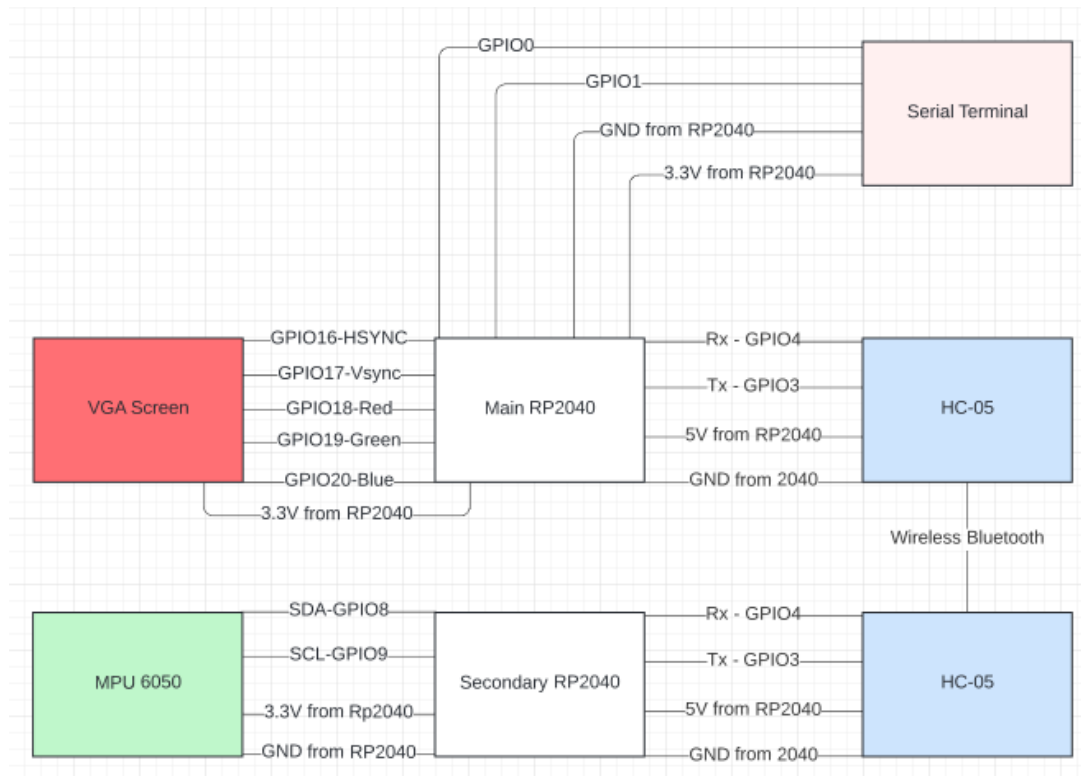 GPIO0
GPIO1
Serial Terminal
GND from RP2040
3.3V from RP2040
GPIO16-HSYNC
Rx - GPIO4
GPIO17-Vsync
Tx - GPIO3
VGA Screen
GPIO18-Red
Main RP2040
HC-05
GPIO19-Green
5V from RP2040
GPIO20-Blue
GND from 2040
3.3V from RP2040
Wireless Bluetooth
SDA-GPIO8
Rx - GPIO4
SCL-GPIO9
Tx - GPIO3
MPU 6050
Secondary RP2040
HC-05
3.3V from Rp2040
5V from RP2040
GND from RP2040
GND from 2040